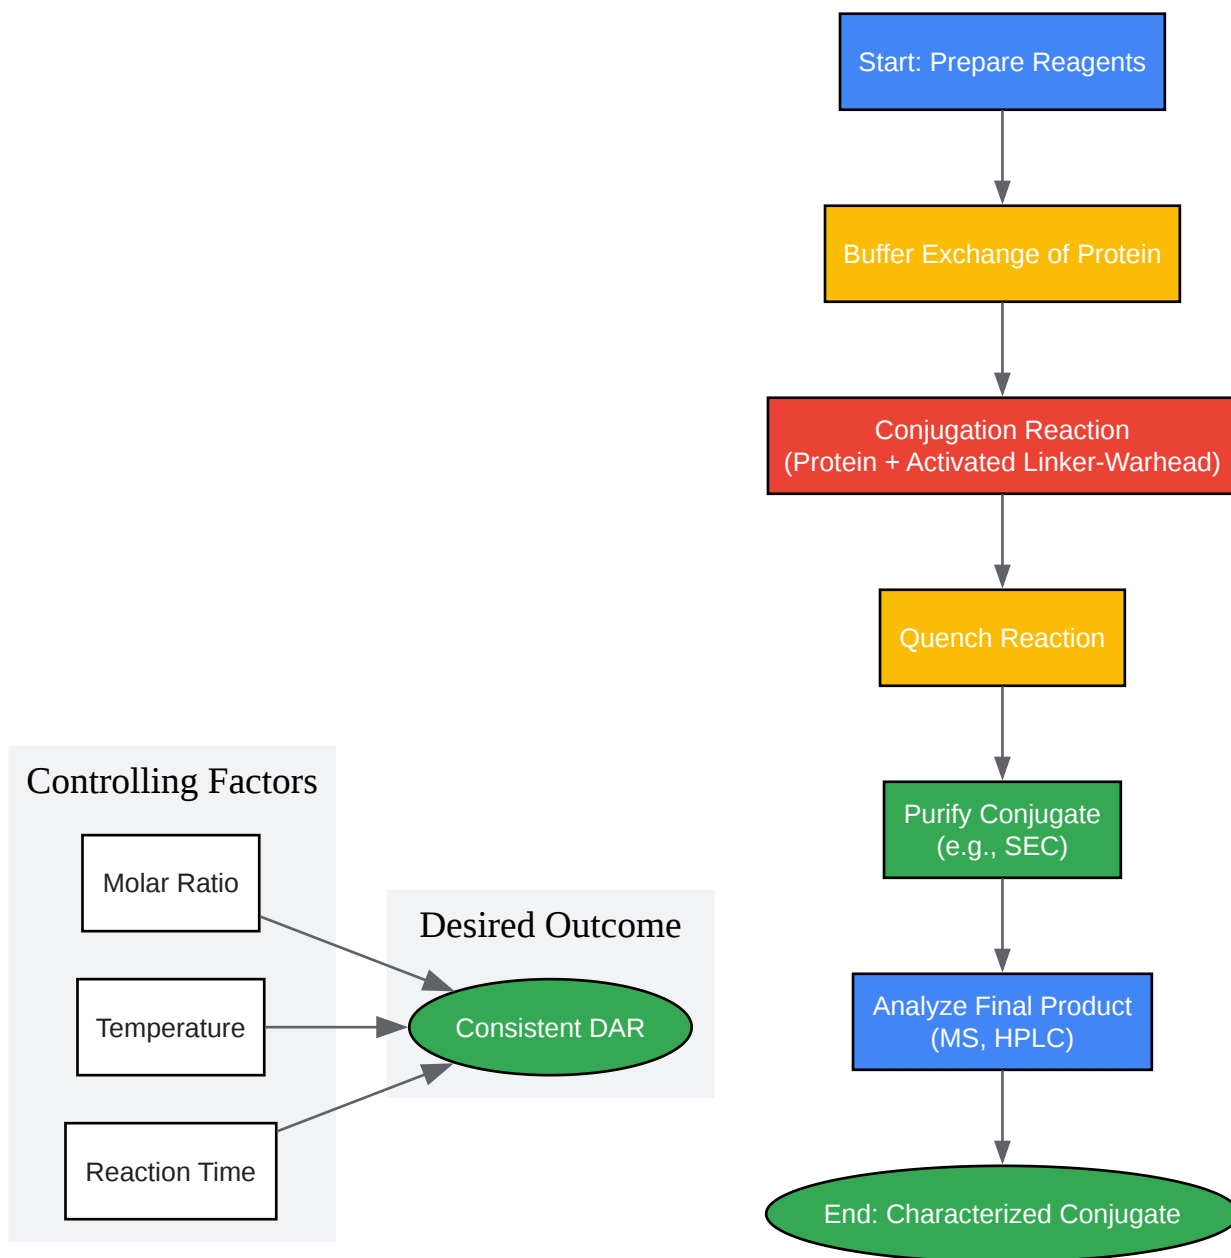 Start: Prepare Reagents
Buffer Exchange of Protein
Conjugation Reaction
(Protein + Activated Linker-Warhead)
Quench Reaction
Purify Conjugate
(e.g., SEC)
Analyze Final Product
(MS, HPLC)
End: Characterized Conjugate
Controlling Factors
Molar Ratio
Temperature
Reaction Time
Desired Outcome
Consistent DAR